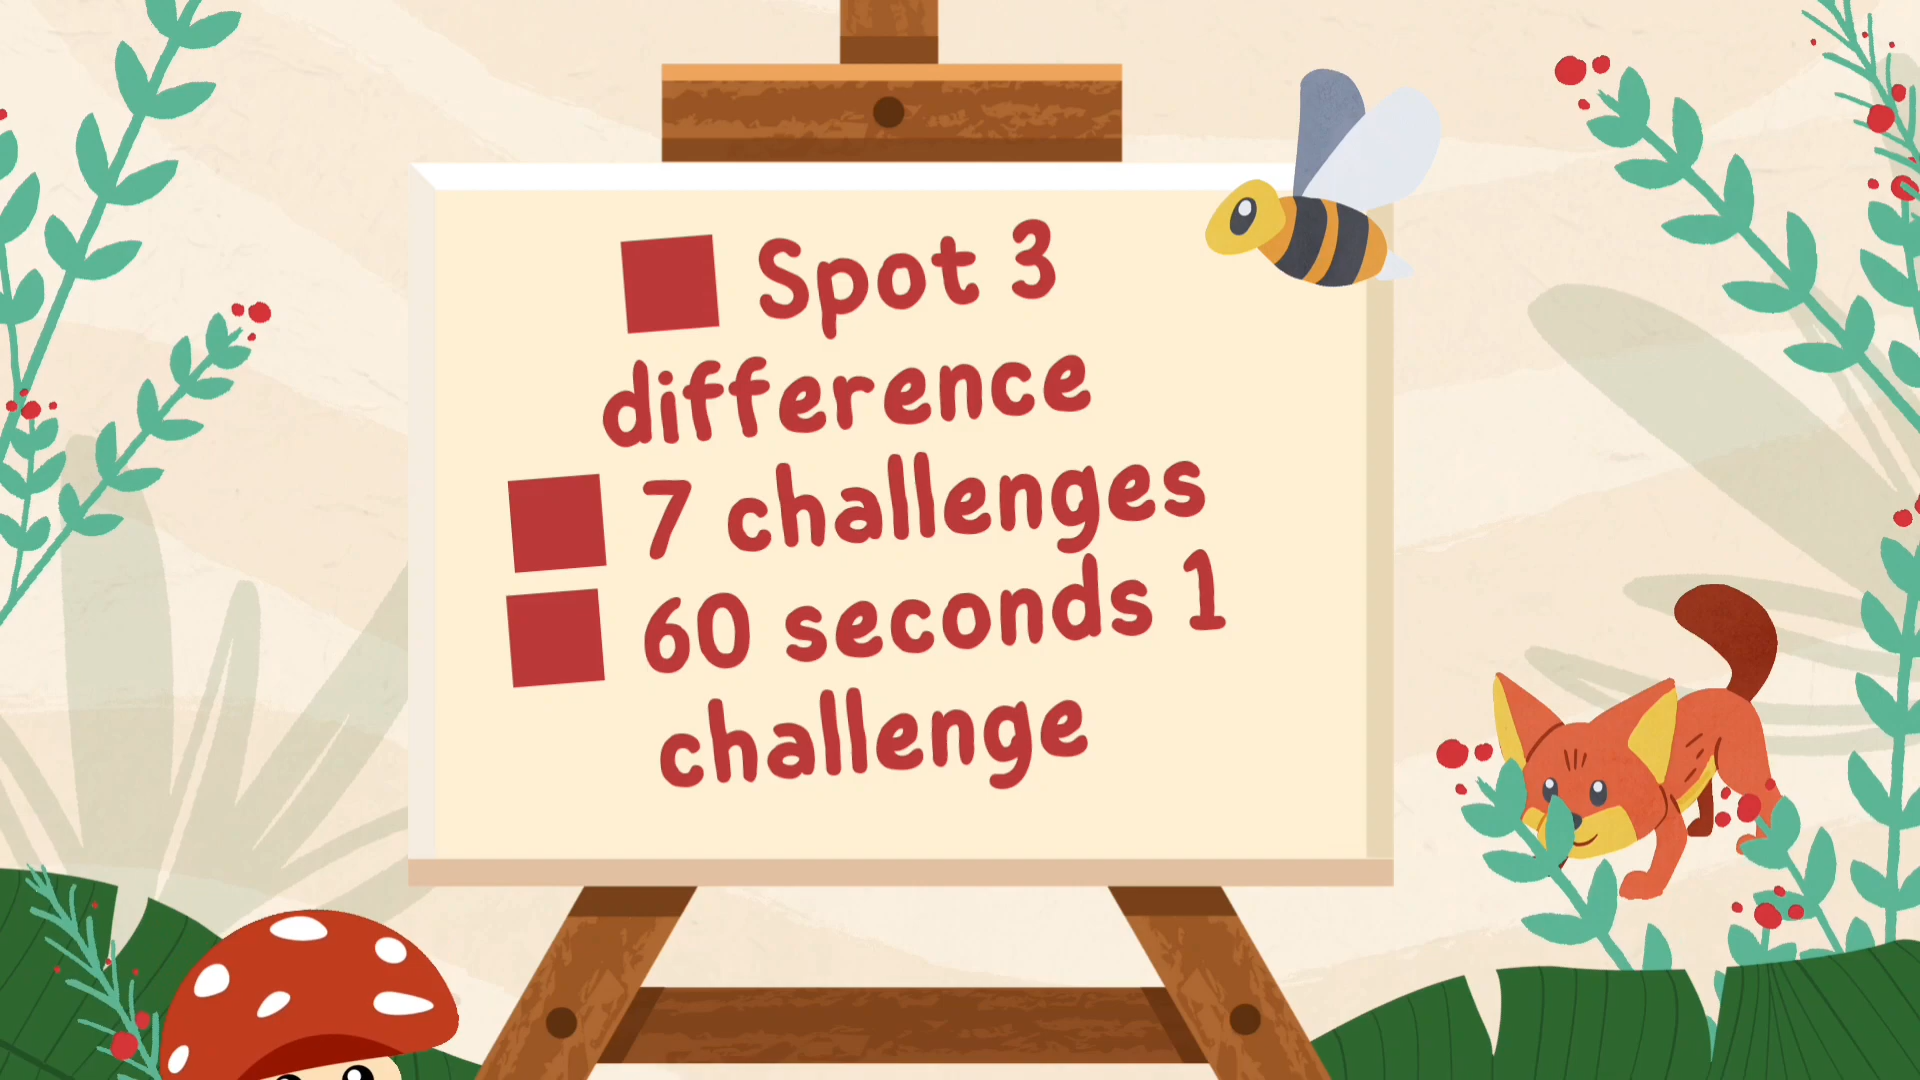 Spot 3
difference
7 challenges
60 seconds 1
challenge